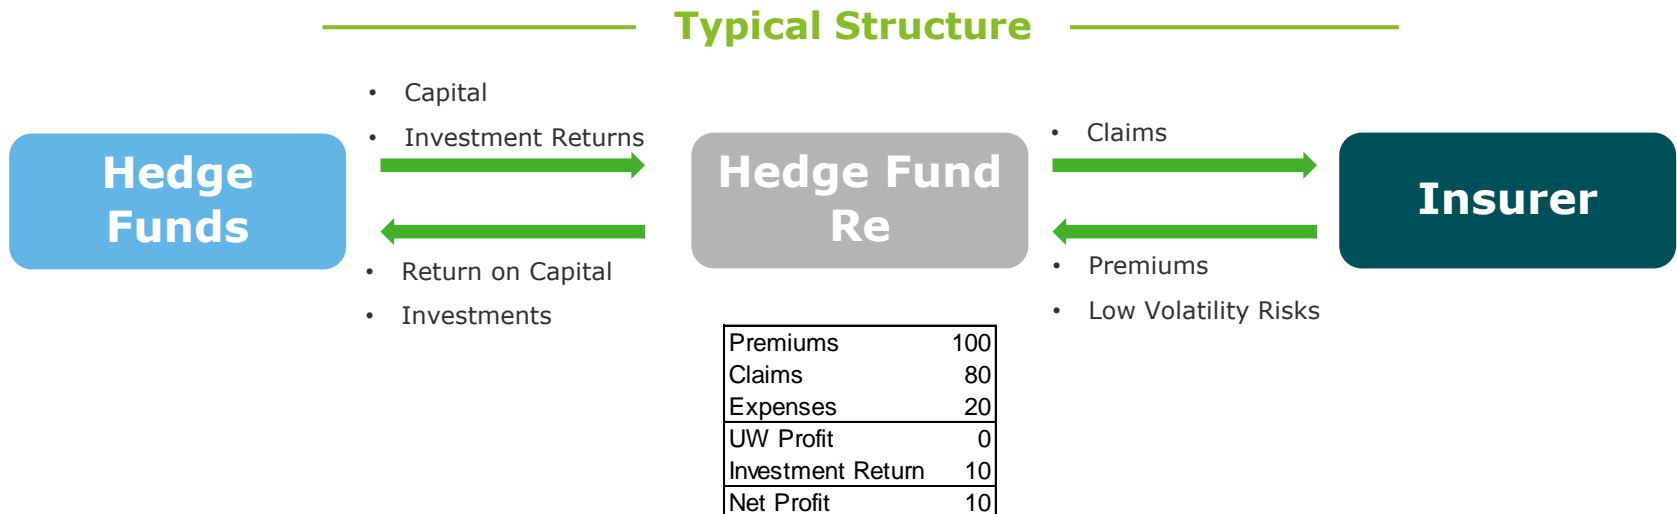 Typical Structure
• Capital
• Investment Returns
Hedge
Funds
• Return on Capital
• Investments
Hedge Fund
Re
• Claims
• Premiums
• Low Volatility Risks
Insurer
Premiums 100
Claims 80
Expenses 20
UW Profit 0
Investment Return 10
Net Profit 10